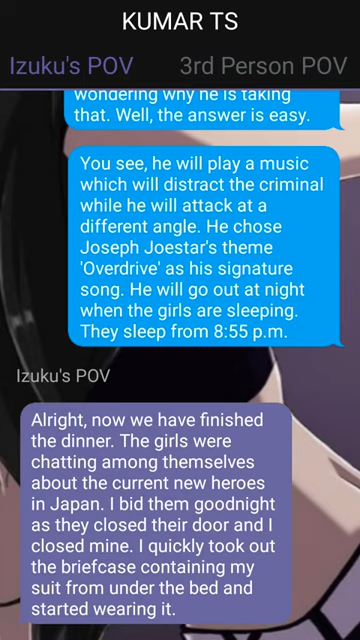 KUMAR TS
Izuku's POV
3rd Person POV
wondering why he is taking
that. Well, the answer is easy.
You see, he will play a music
which will distract the criminal
while he will attack at a
different angle. He chose
Joseph Joestar's theme
'Overdrive' as his signature
song. He will go out at night
when the girls are sleeping.
They sleep from 8:55 p.m.
Izuku's POV
Alright, now we have finished
the dinner. The girls were
chatting among themselves
about the current new heroes
in Japan. I bid them goodnight
as they closed their door and I
closed mine. I quickly took out
the briefcase containing my
suit from under the bed and
started wearing it.